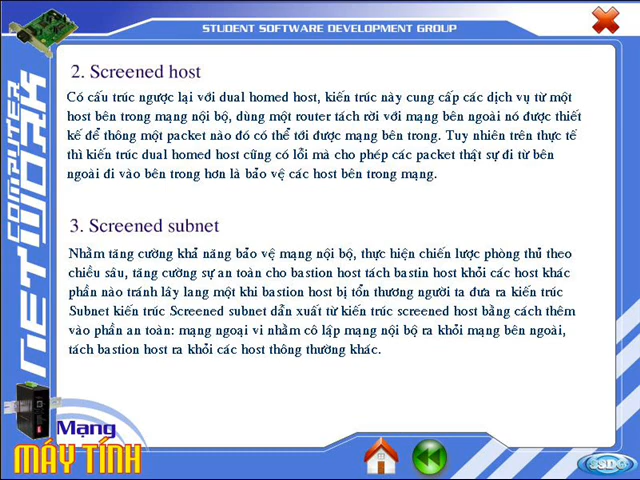 STUDENT SOFTWARE DEVELOPMENT GROUP
COMPUTER
NETWORK
2. Screened host
Có cấu trúc ngược lại với dual homed host, kiến trúc này cung cấp các dịch vụ từ một
host bên trong mạng nội bộ, dùng một router tách rời với mạng bên ngoài nó được thiết
kế để thông một packet nào đó có thể tới được mạng bên trong. Tuy nhiên trên thực tế
thì kiến trúc dual homed host cũng có lổi mà cho phép các packet thật sự đi từ bên
ngoài đi vào bên trong hơn là bảo vệ các host bên trong mạng.
3. Screened subnet
Nhằm tăng cường khả năng bảo vệ mạng nội bộ, thực hiện chiến lược phòng thủ theo
chiều sâu, tăng cường sự an toàn cho bastion host tách bastin host khỏi các host khác
phần nào tránh lây lang một khi bastion host bị tổn thương người ta đưa ra kiến trúc
Subnet kiến trúc Screened subnet dẩn xuất từ kiến trúc screened host bằng cách thêm
vào phần an toàn: mạng ngoại vi nhằm cô lập mạng nội bộ ra khỏi mạng bên ngoài,
tách bastion host ra khỏi các host thông thường khác.
Mạng
MÁY TÍNH
SSDG